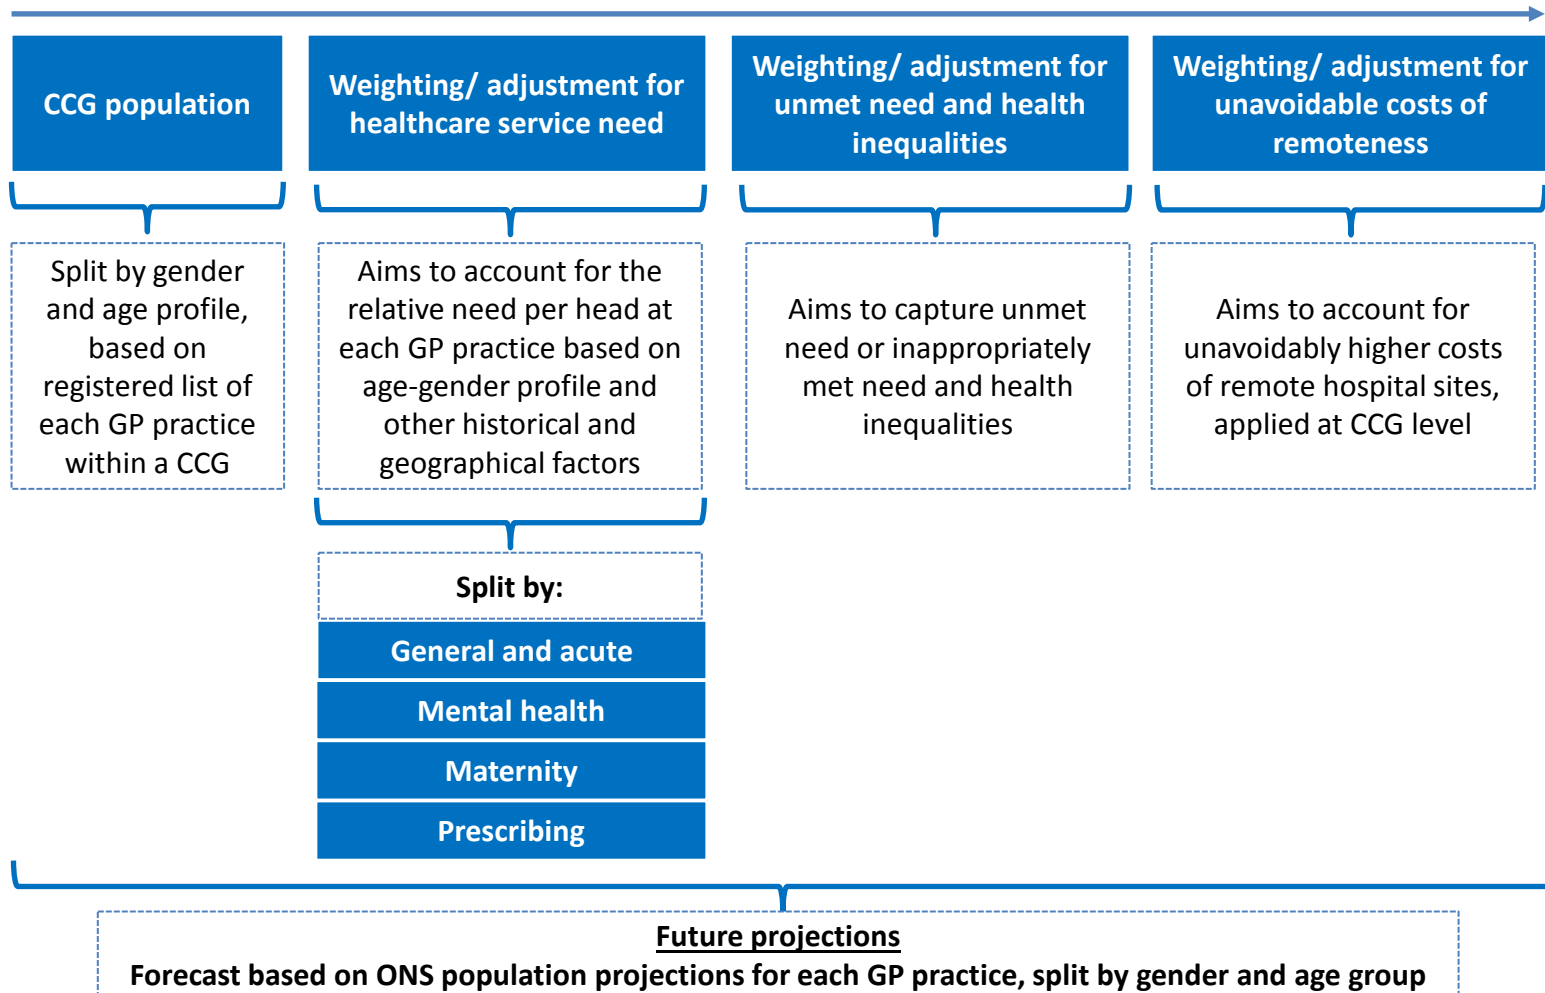 CCG population
Weighting/ adjustment for
healthcare service need
Weighting/ adjustment for
unmet need and health
inequalities
Weighting/ adjustment for
unavoidable costs of
remoteness
Split by gender
and age profile,
based on
registered list of
each GP practice
within a CCG
Aims to account for the
relative need per head at
each GP practice based on
age-gender profile and
other historical and
geographical factors
Aims to capture unmet
need or inappropriately
met need and health
inequalities
Aims to account for
unavoidably higher costs
of remote hospital sites,
applied at CCG level
Split by:
General and acute
Mental health
Maternity
Prescribing
Future projections
Forecast based on ONS population projections for each GP practice, split by gender and age group